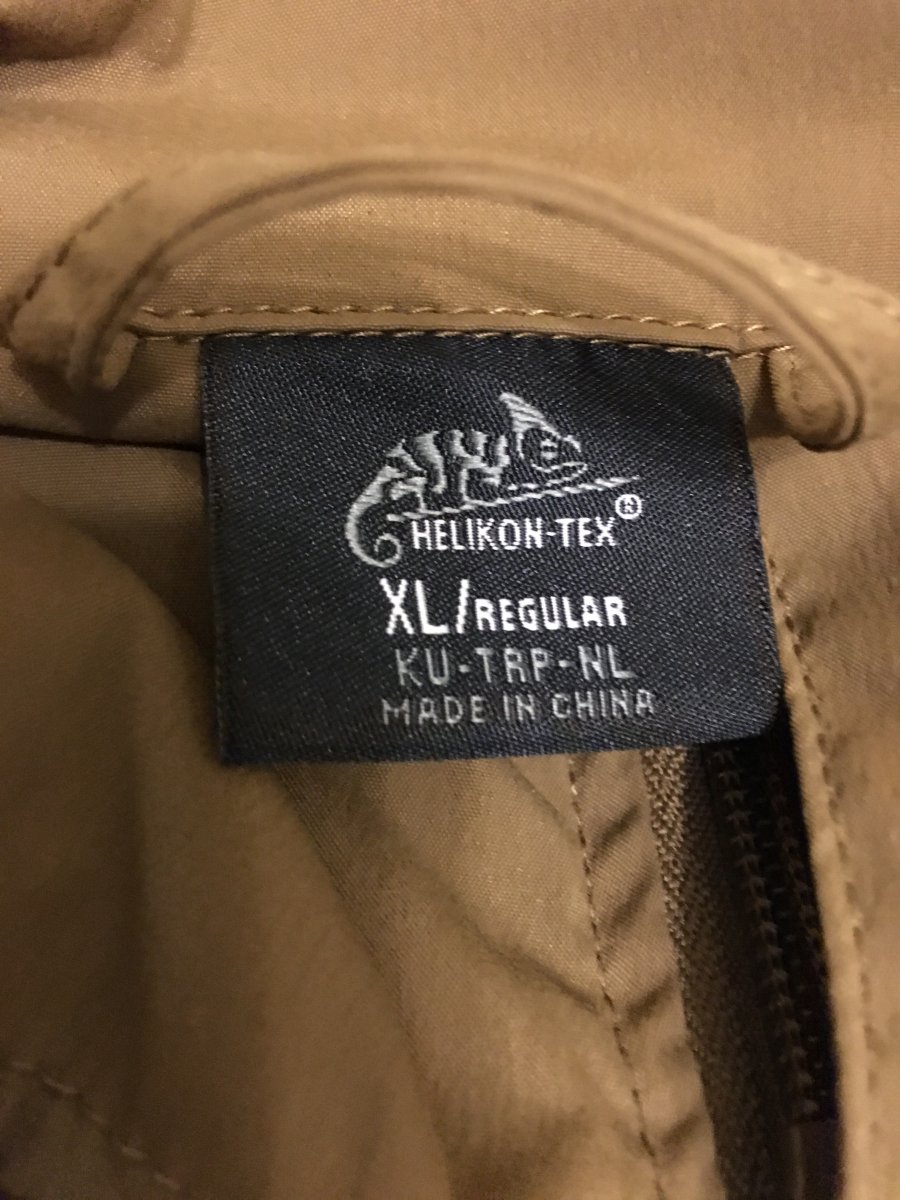 HELIKON-TEX®
XL/REGULAR
KU-TRP-NL
MADE IN CHINA